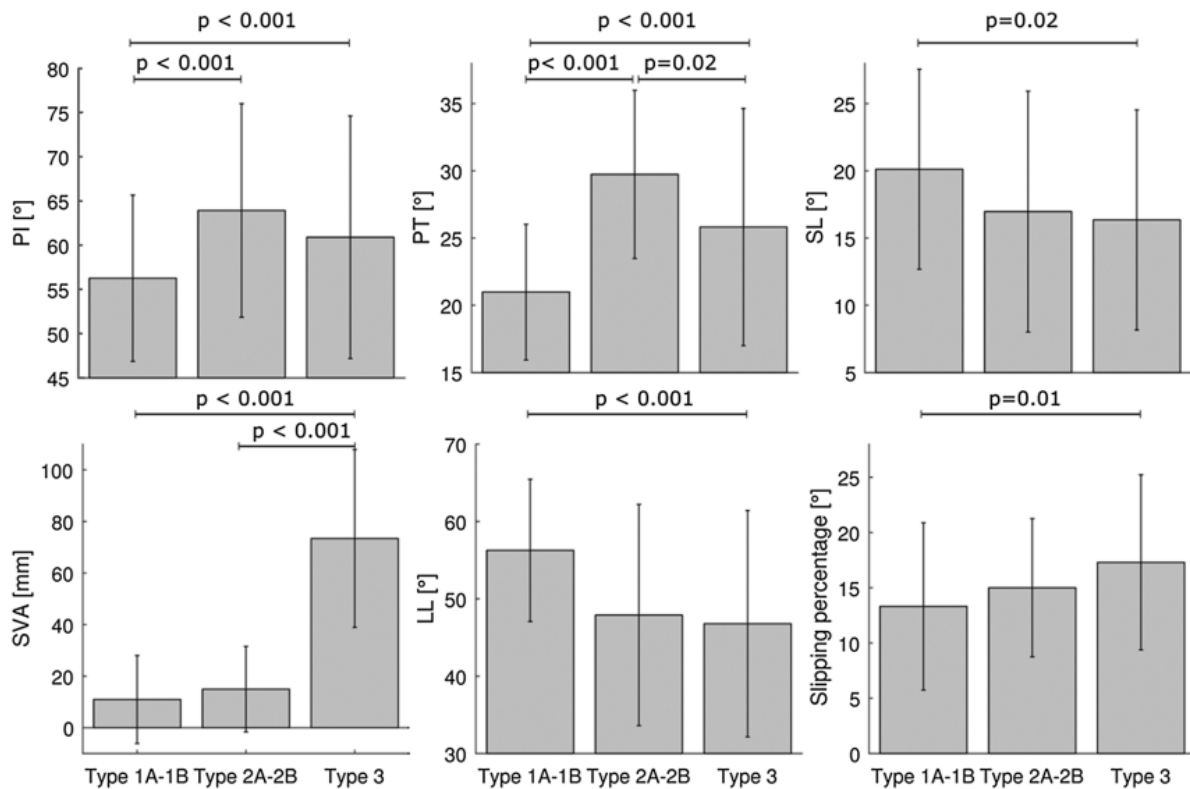 p < 0.001
p < 0.001
80
75
70
65
60
55
50
45
PI [°]
p < 0.001
p< 0.001 p=0.02
35
30
25
20
15
PT [°]
p=0.02
25
20
15
10
5
SL [°]
p < 0.001
p < 0.001
100
80
60
40
20
0
SVA [mm]
Type 1A-1B Type 2A-2B Type 3
p < 0.001
70
60
50
40
30
LL [°]
Type 1A-1B Type 2A-2B Type 3
p=0.01
25
20
15
10
5
0
Slipping percentage [°]
Type 1A-1B Type 2A-2B Type 3